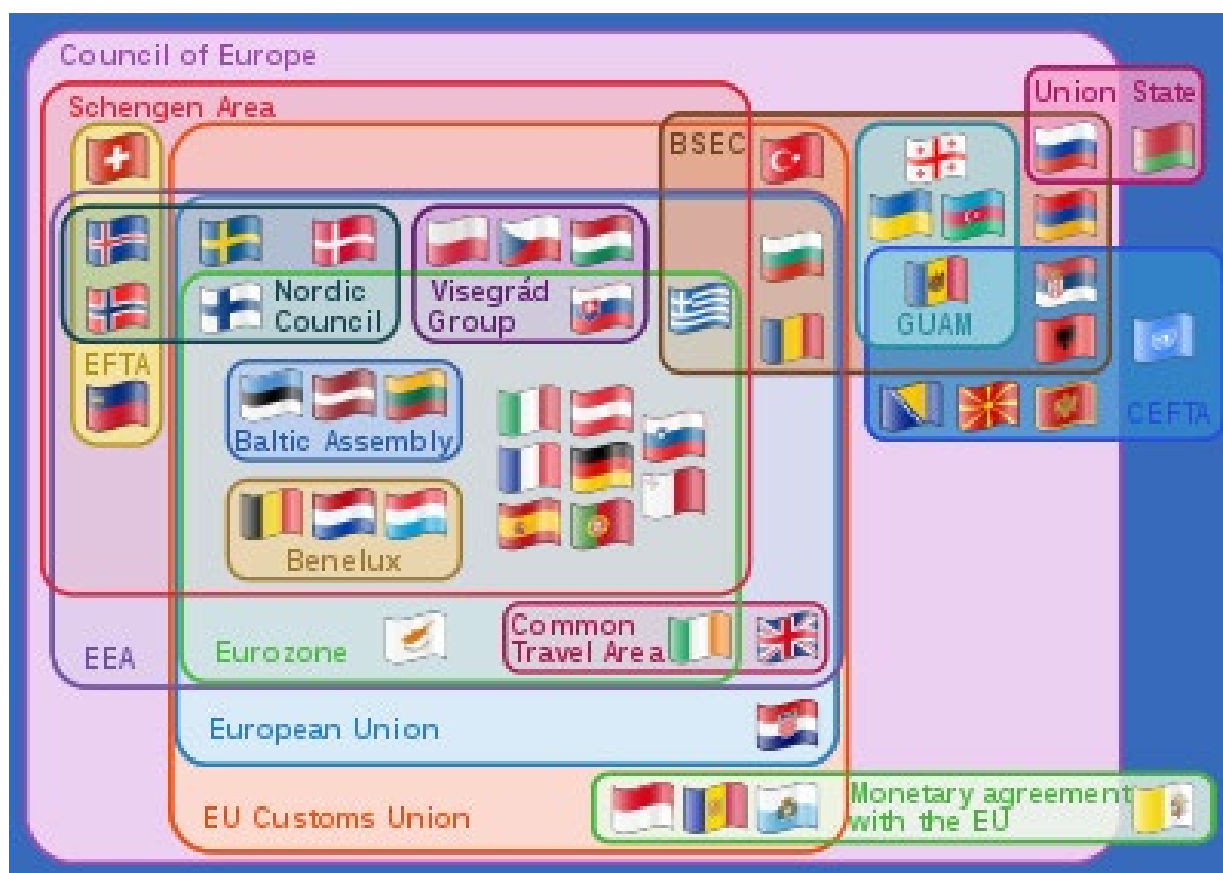 Council of Europe
Schengen Area
Union State
BSEC
Nordic
Council
Visegrád
Group
GUAM
EFTA
CEFTA
Baltic Assembly
Benelux
Common
Travel Area
Eurozone
EEA
European Union
EU Customs Union
Monetary agreement
with the EU